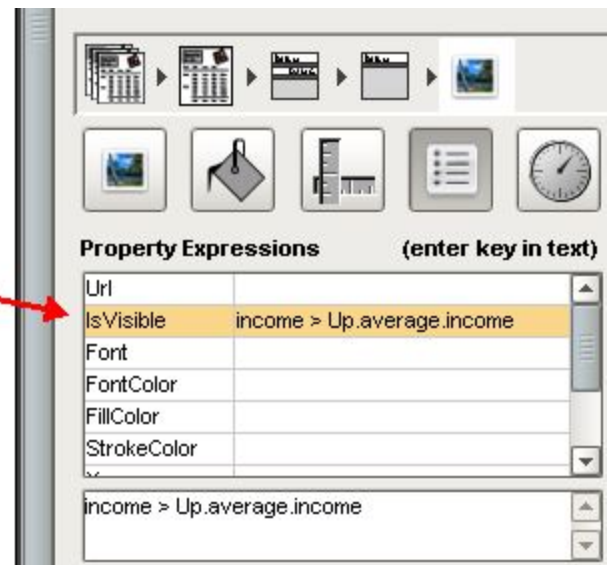 Property Expressions (enter key in text)
Url
IsVisible income > Up.average.income
Font
FontColor
FillColor
StrokeColor
income > Up.average.income